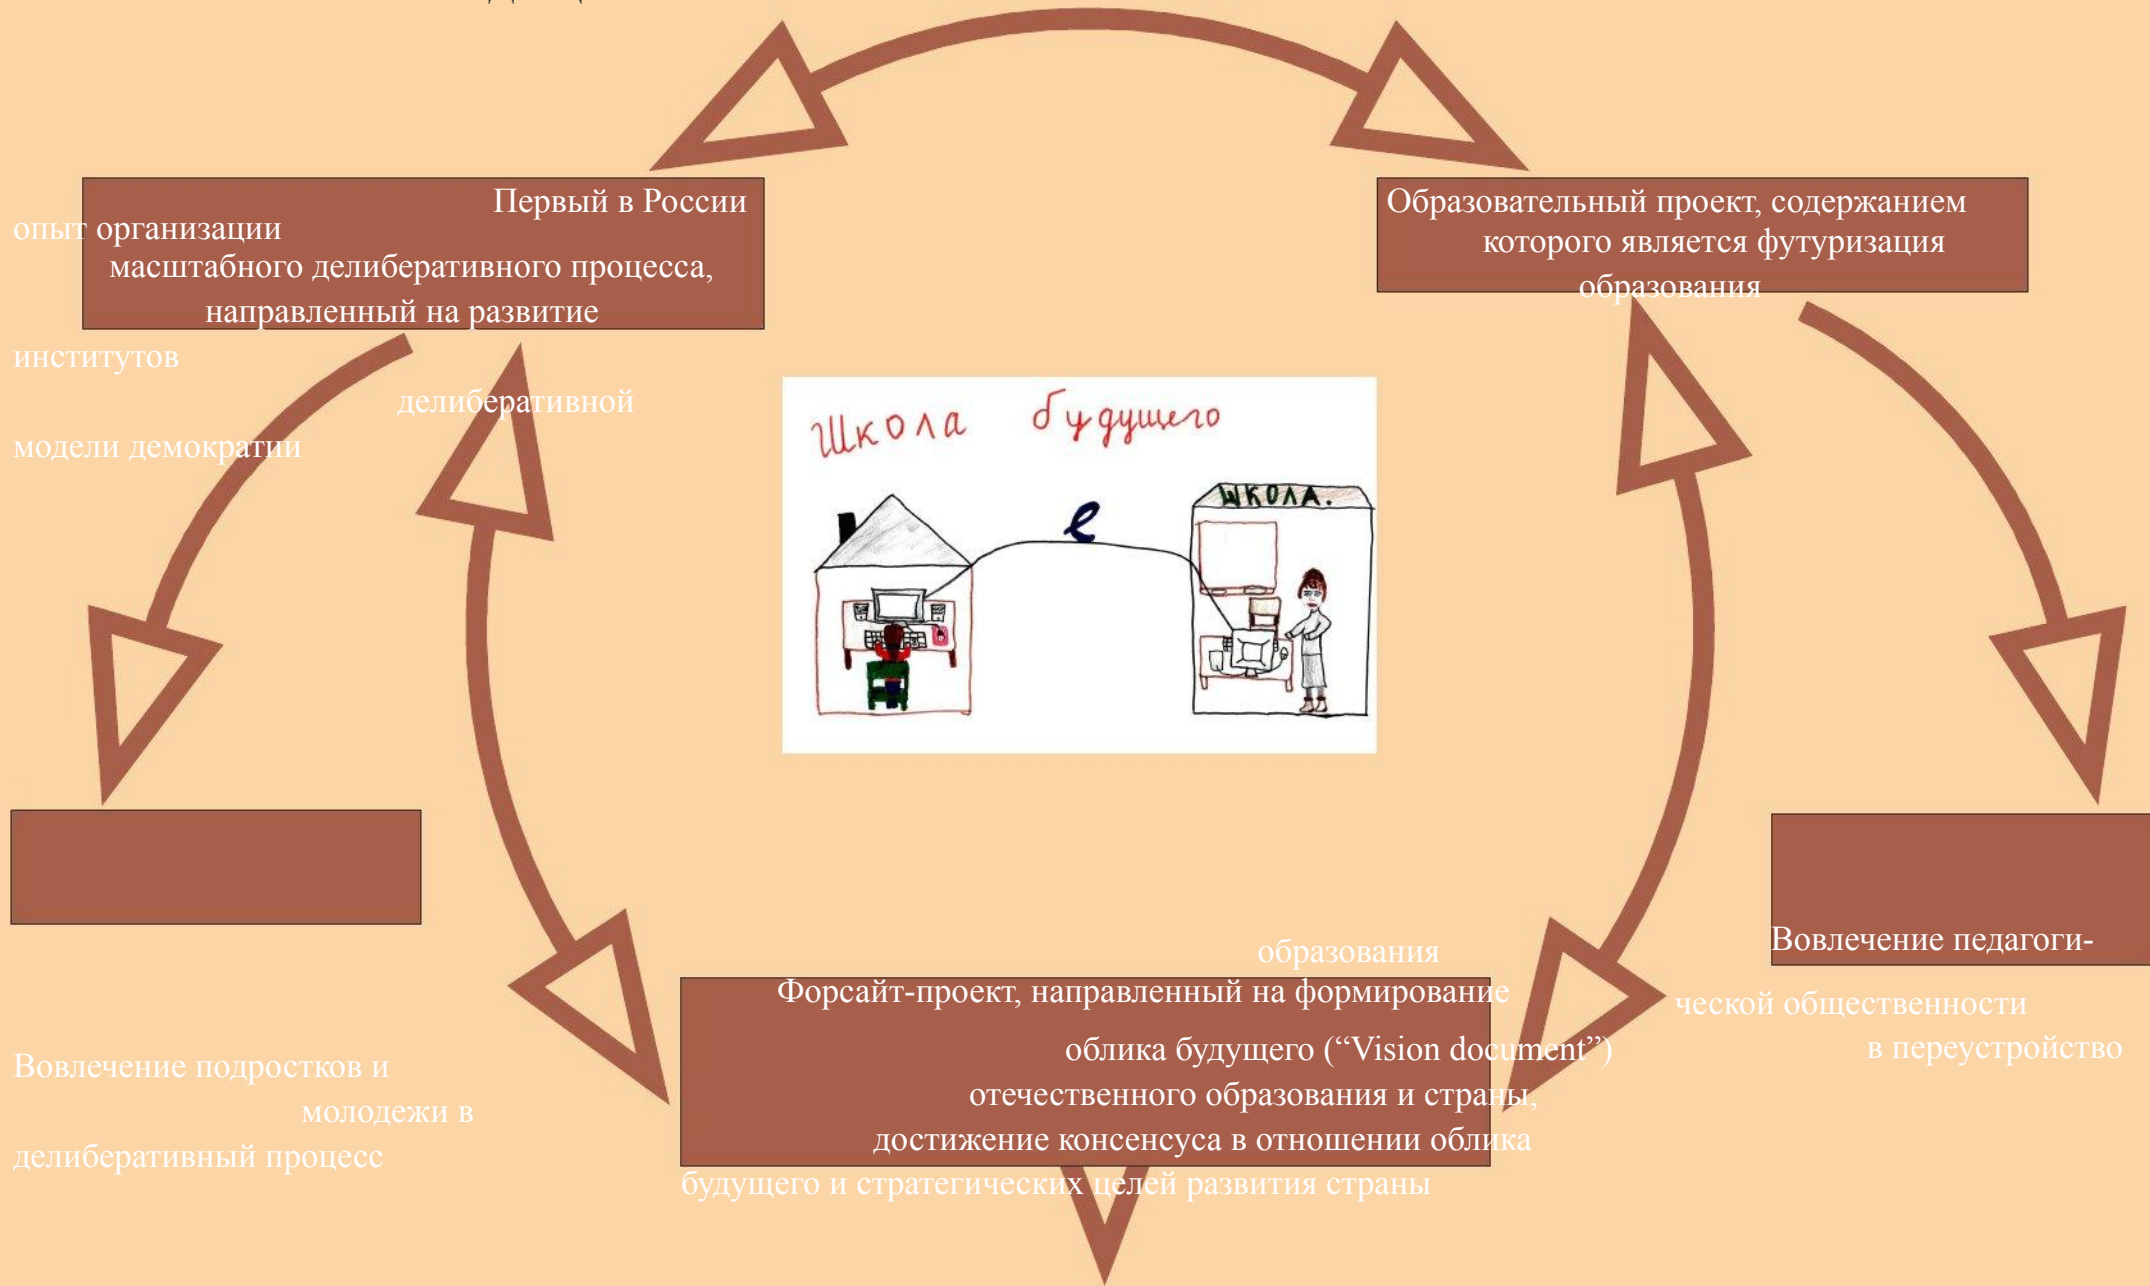 Первый в России
опыт организации
масштабного делиберативного процесса,
направленный на развитие
институтов
делиберативной
модели демократии
Образовательный проект, содержанием
которого является футуризация
образования
Школа будущего
ШКОЛА.
е
Вовлечение педагоги-
ческой общественности
в переустройство
образования
Форсайт-проект, направленный на формирование
облика будущего (“Vision document”)
отечественного образования и страны,
достижение консенсуса в отношении облика
будущего и стратегических целей развития страны
Вовлечение подростков и
молодежи в
делиберативный процесс